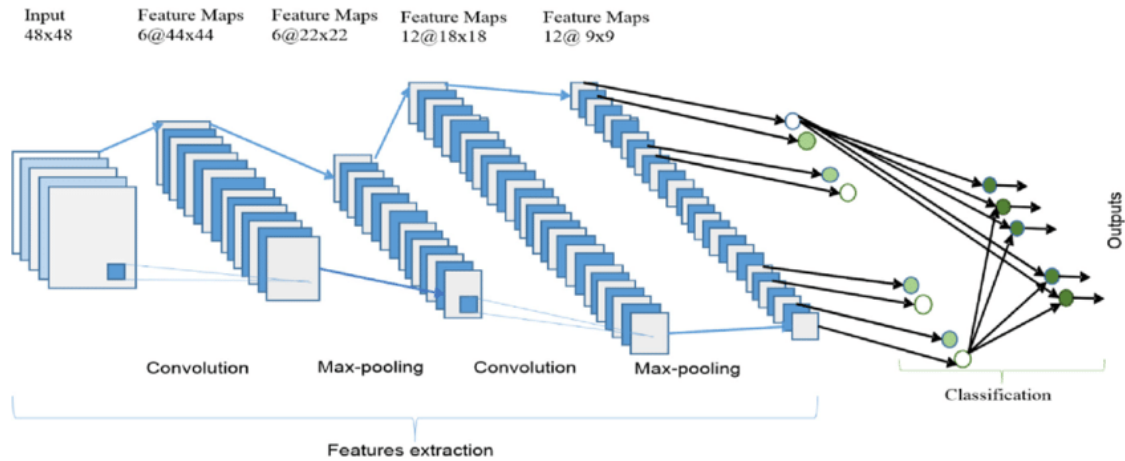 Input
48x48
Feature Maps
6@44x44
Feature Maps
6@22x22
Feature Maps
12@18x18
Feature Maps
12@ 9x9
Outputs
Convolution
Max-pooling
Convolution
Max-pooling
Classification
Features extraction